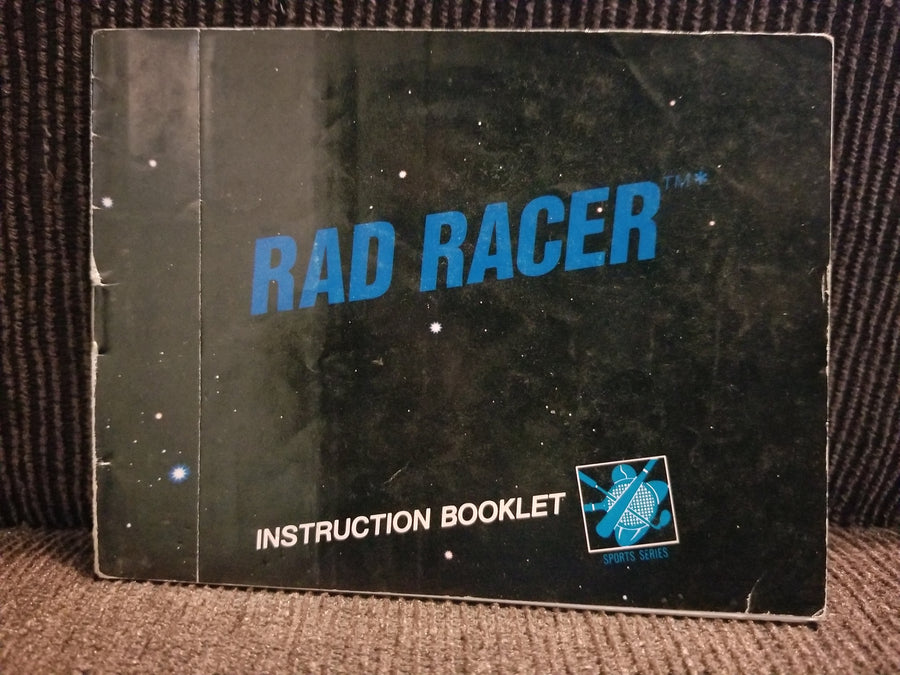 RAD RACER™*
INSTRUCTION BOOKLET
SPORTS SERIES